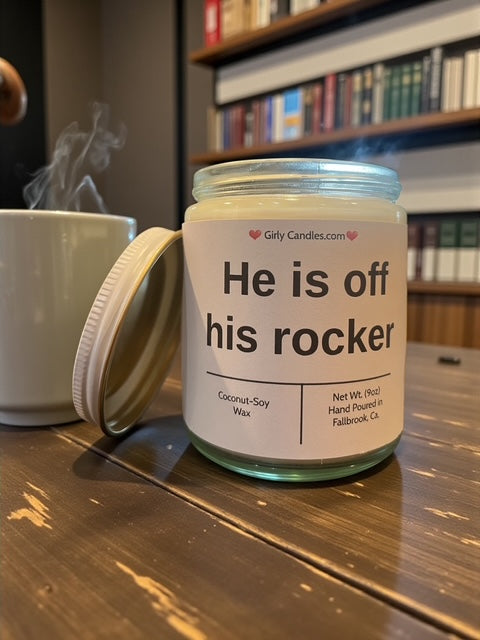 Girly Candles.com
He is off
his rocker
Coconut-Soy
Wax
Net Wt. (9oz)
Hand Poured in
Fallbrook, Ca.